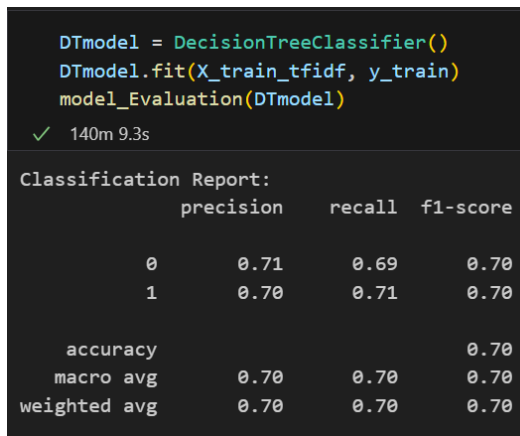 DTmodel = DecisionTreeClassifier()
DTmodel.fit(X_train_tfidf, y_train)
model_Evaluation(DTmodel)
✓ 140m 9.3s
Classification Report:
precision recall f1-score
0 0.71 0.69 0.70
1 0.70 0.71 0.70
accuracy 0.70
macro avg 0.70 0.70 0.70
weighted avg 0.70 0.70 0.70